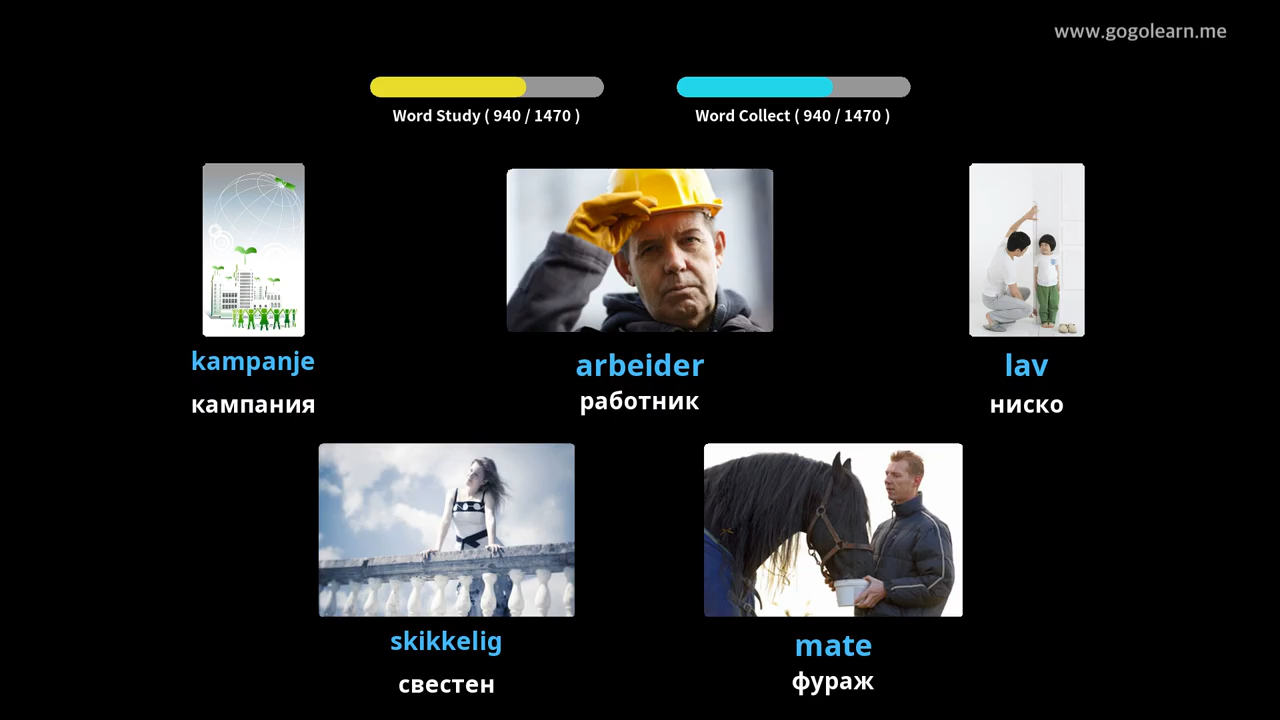 www.gogolearn.me
Word Study ( 940 / 1470 )
Word Collect ( 940 / 1470 )
kampanje
кампания
arbeider
работник
lav
ниско
skikkelig
свестен
mate
фураж